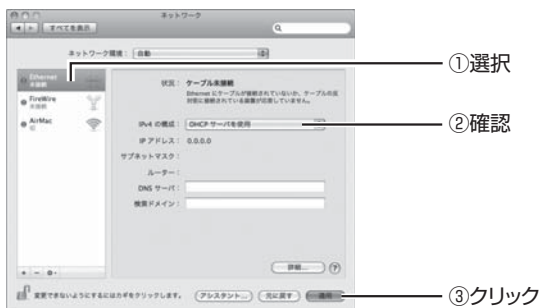 ネットワーク
すべてを表示
ネットワーク環境： 自動
①選択
Ethernet
未接続
FireWire
未接続
AirMac
切
状況： ケーブル未接続
Ethernet にケーブルが接続されていないか、ケーブルの反
対側に接続されている装置が応答していません。
IPv4 の構成： DHCP サーバを使用
②確認
IP アドレス： 0.0.0.0
サブネットマスク：
ルーター：
DNS サーバ：
検索ドメイン：
詳細...
?
変更できないようにするにはカギをクリックします。
アシスタント...
元に戻す
適用
③クリック